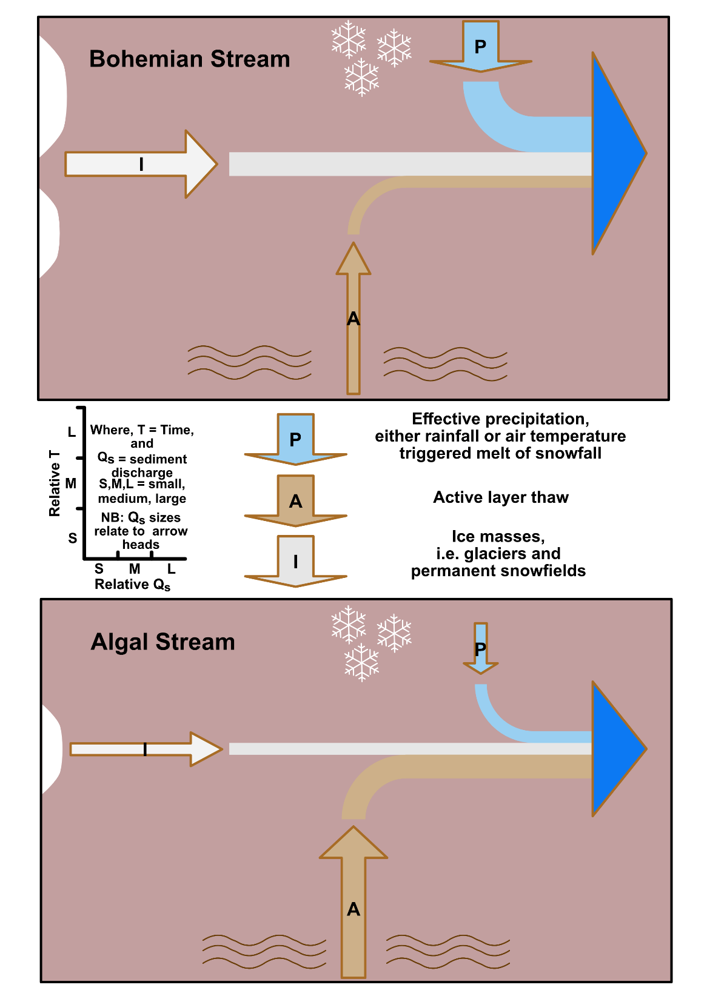 Bohemian Stream
P
I
A
L
M
S
Relative T
Where, T = Time,
and
Qs = sediment
discharge
S,M,L = small,
medium, large
NB: Qs sizes
relate to arrow
heads
S M L
Relative Qs
P
Effective precipitation,
either rainfall or air temperature
triggered melt of snowfall
A
Active layer thaw
I
Ice masses,
i.e. glaciers and
permanent snowfields
Algal Stream
P
I
A